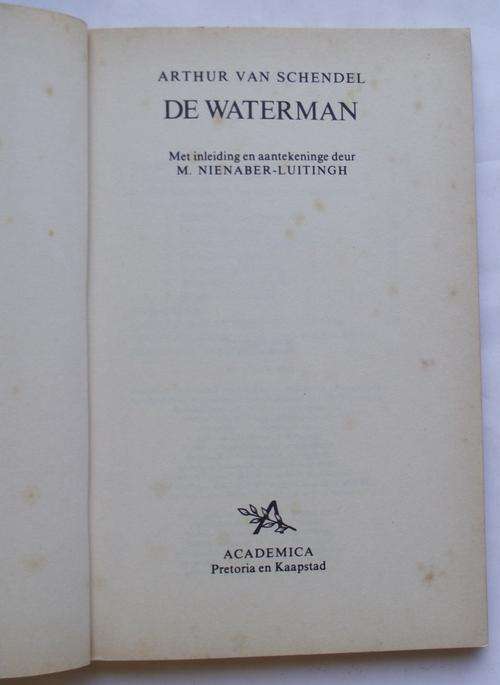 ARTHUR VAN SCHENDEL
DE WATERMAN
Met inleiding en aantekeninge deur
M. NIENABER-LUITINGH
ACADEMICA
Pretoria en Kaapstad